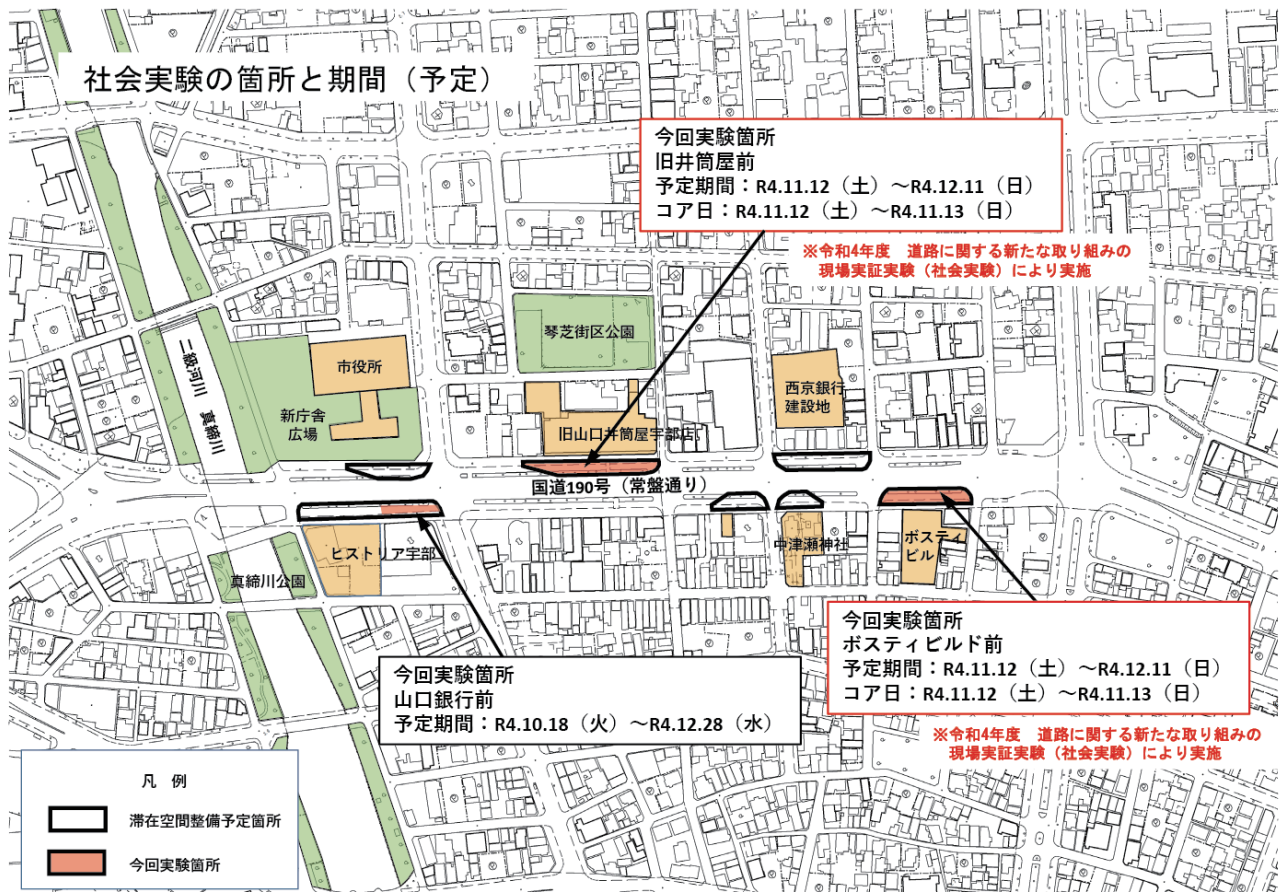 社会実験の箇所と期間（予定）
今回実験箇所
旧井筒屋前
予定期間：R4.11.12（土）～R4.12.11（日）
コア日：R4.11.12（土）～R4.11.13（日）
※令和4年度　道路に関する新たな取り組みの
現場実証実験（社会実験）により実施
琴芝街区公園
市役所
西京銀行
建設地
二級河川　真締川
新庁舎
広場
旧山口井筒屋宇部店
国道190号（常盤通り）
ヒストリア宇部
中津瀬神社
ボスティ
ビルド
真締川公園
今回実験箇所
山口銀行前
予定期間：R4.10.18（火）～R4.12.28（水）
今回実験箇所
ボスティビルド前
予定期間：R4.11.12（土）～R4.12.11（日）
コア日：R4.11.12（土）～R4.11.13（日）
※令和4年度　道路に関する新たな取り組みの
現場実証実験（社会実験）により実施
凡　例
滞在空間整備予定箇所
今回実験箇所